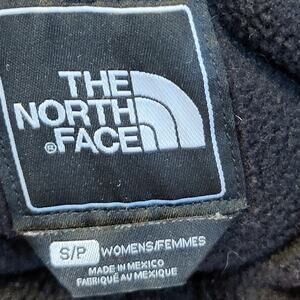 THE
NORTH
®FACE
S/P WOMENS/FEMMES
MADE IN MEXICO
FABRIQUÉ AU MEXIQUE